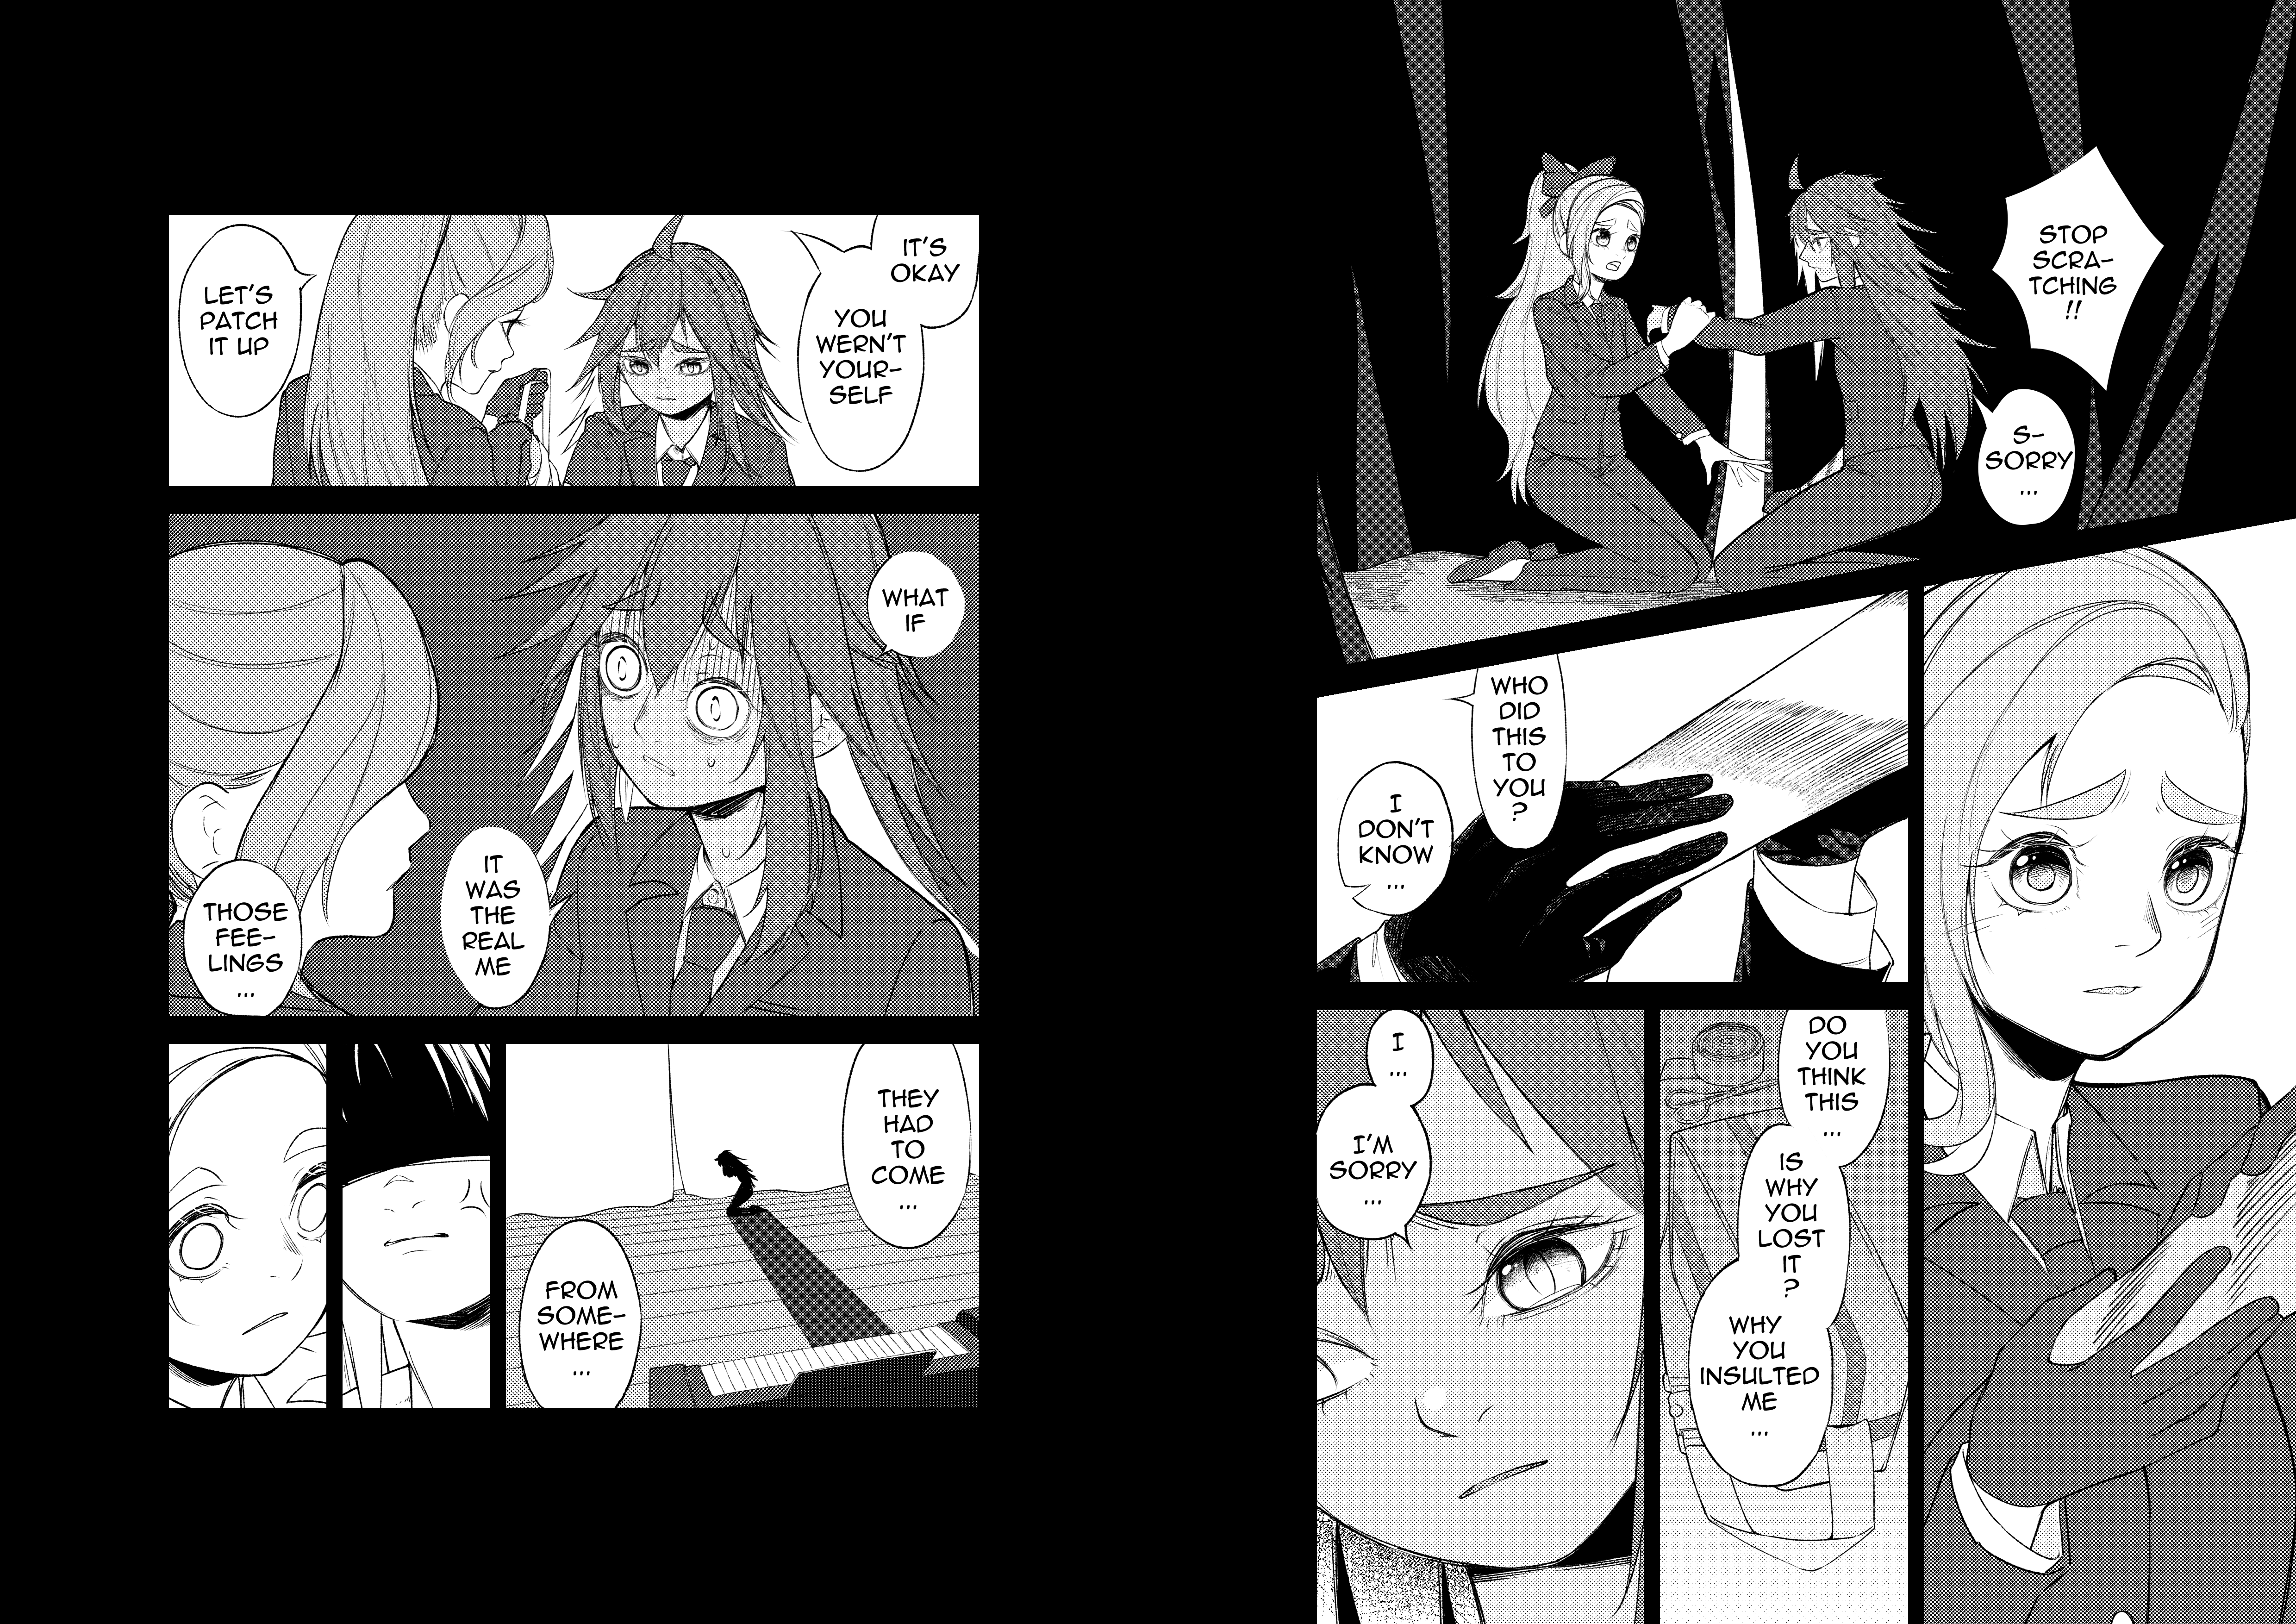 STOP
SCRA-
TCHING
!!
S-
SORRY
...
WHO
DID
THIS
TO
YOU
?
I
DON'T
KNOW
...
DO
YOU
THINK
THIS
...
IS
WHY
YOU
LOST
IT
?
WHY
YOU
INSULTED
ME
...
I
...
I'M
SORRY
...
IT'S
OKAY
YOU
WERN'T
YOUR-
SELF
LET'S
PATCH
IT UP
WHAT
IF
IT
WAS
THE
REAL
ME
THOSE
FEE-
LINGS
...
THEY
HAD
TO
COME
...
FROM
SOME-
WHERE
...